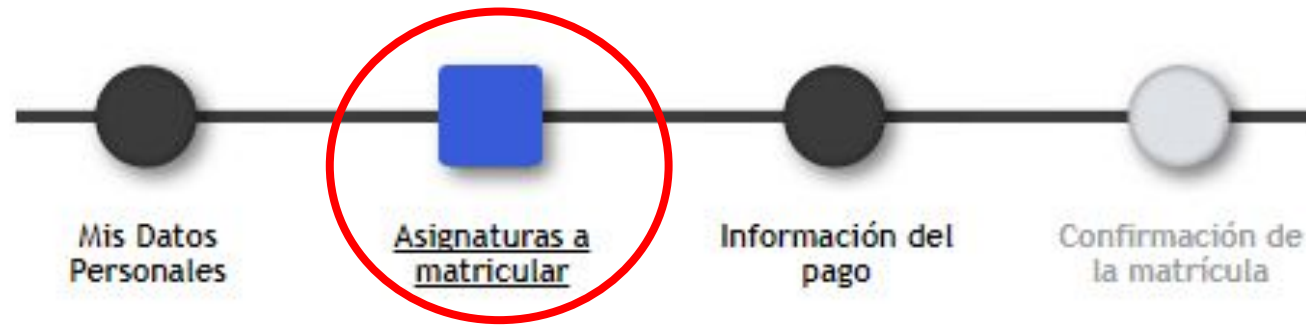 Mis Datos
Personales
Asignaturas a
matricular
Información del
pago
Confirmación de
la matrícula